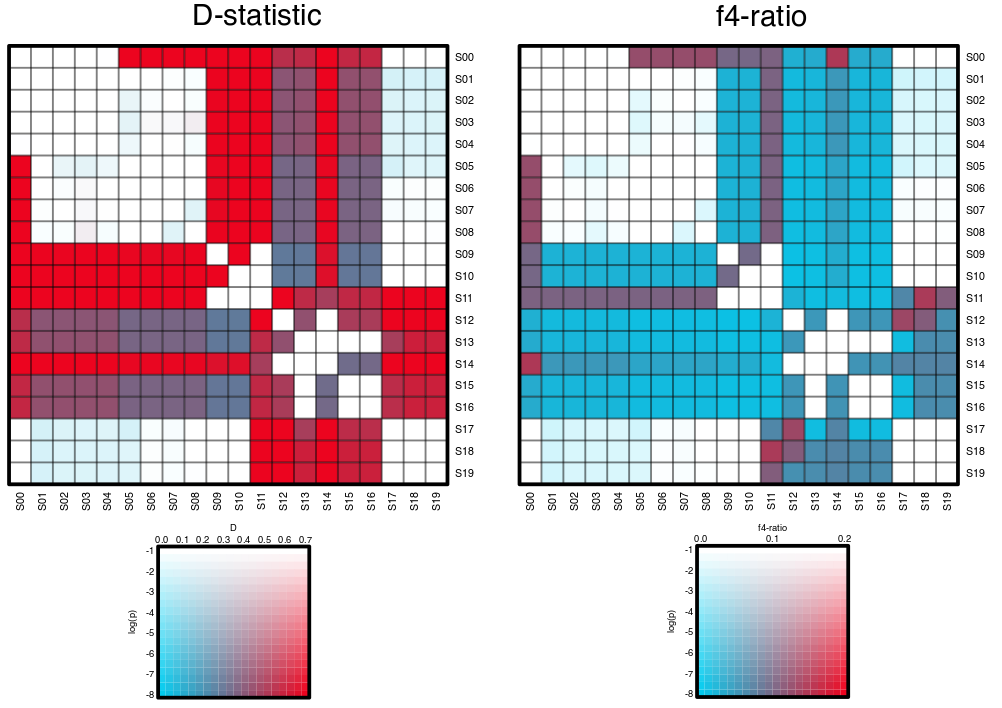 D-statistic
f4-ratio
S00
S01
S02
S03
S04
S05
S06
S07
S08
S09
S10
S11
S12
S13
S14
S15
S16
S17
S18
S19
S00 S01 S02 S03 S04 S05 S06 S07 S08 S09 S10 S11 S12 S13 S14 S15 S16 S17 S18 S19
S00
S01
S02
S03
S04
S05
S06
S07
S08
S09
S10
S11
S12
S13
S14
S15
S16
S17
S18
S19
S00 S01 S02 S03 S04 S05 S06 S07 S08 S09 S10 S11 S12 S13 S14 S15 S16 S17 S18 S19
D
0.0 0.1 0.2 0.3 0.4 0.5 0.6 0.7
-1
-2
-3
-4
-5
-6
-7
-8
log(p)
f4-ratio
0.0 0.1 0.2
-1
-2
-3
-4
-5
-6
-7
-8
log(p)